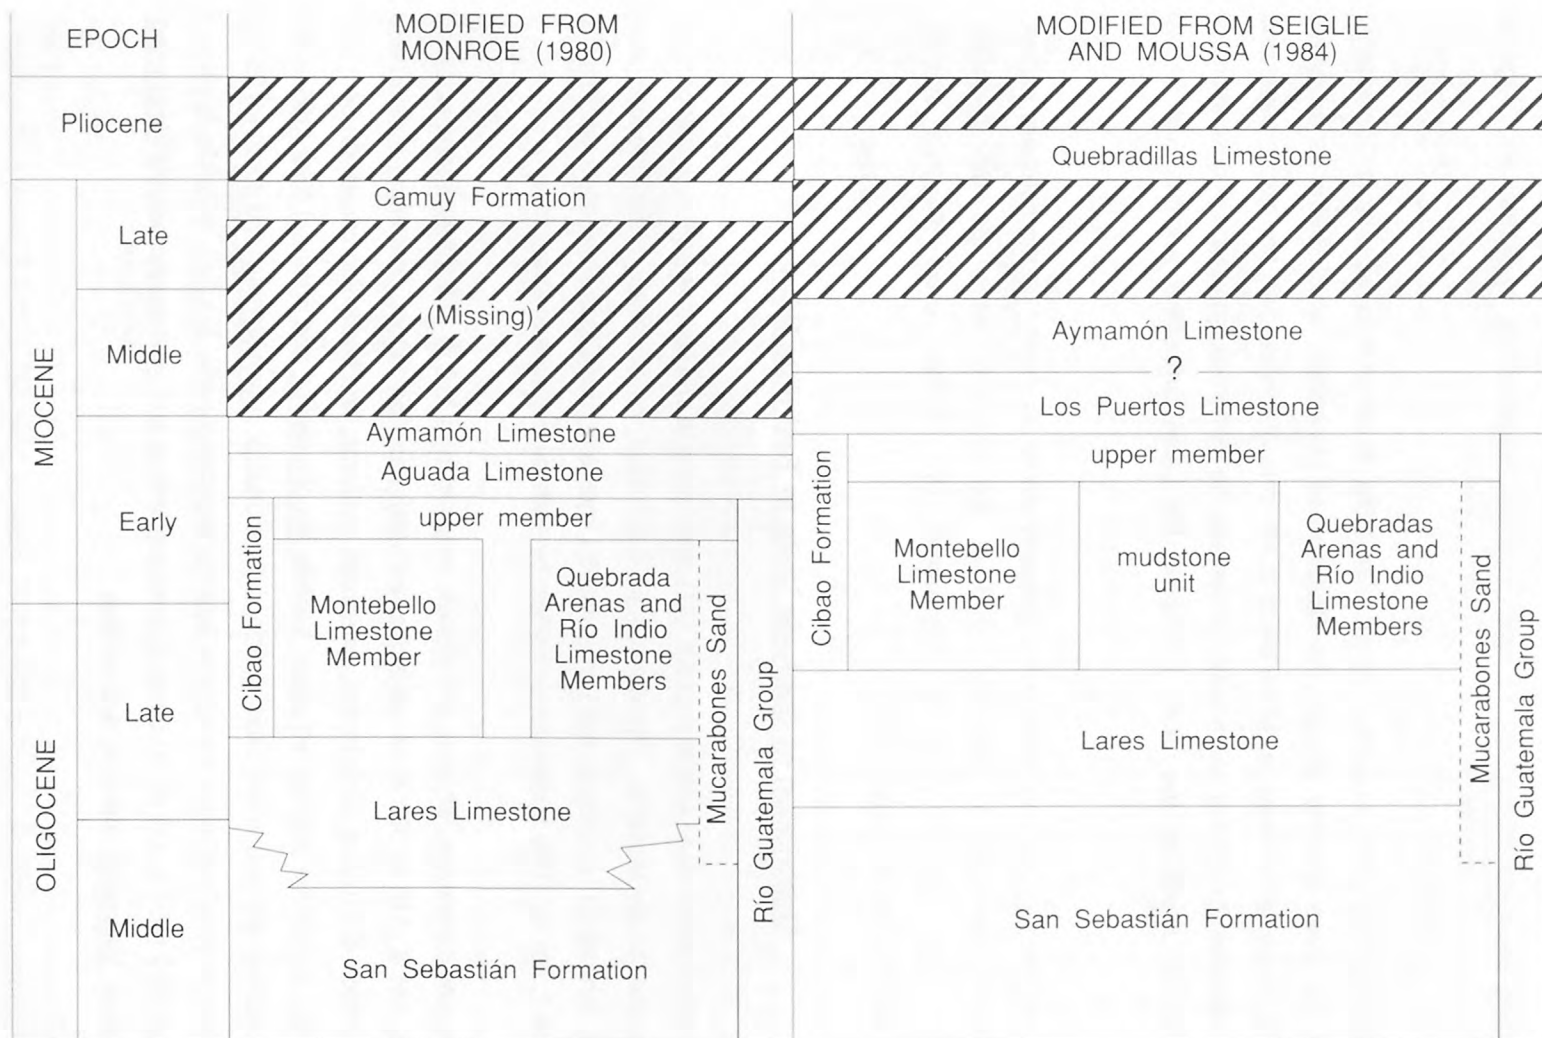 EPOCH
MODIFIED FROM
MONROE (1980)
MODIFIED FROM SEIGLIE
AND MOUSSA (1984)
Pliocene
MIOCENE
Late
Middle
Early
OLIGOCENE
Late
Middle
Camuy Formation
(Missing)
Aymamón Limestone
Aguada Limestone
Cibao Formation
upper member
Montebello
Limestone
Member
Quebrada
Arenas and
Río Indio
Limestone
Members
Mucarabones Sand
Río Guatemala Group
Lares Limestone
San Sebastián Formation
Quebradillas Limestone
Aymamón Limestone
?
Los Puertos Limestone
Cibao Formation
upper member
Montebello
Limestone
Member
mudstone
unit
Quebradas
Arenas and
Río Indio
Limestone
Members
Mucarabones Sand
Río Guatemala Group
Lares Limestone
San Sebastián Formation